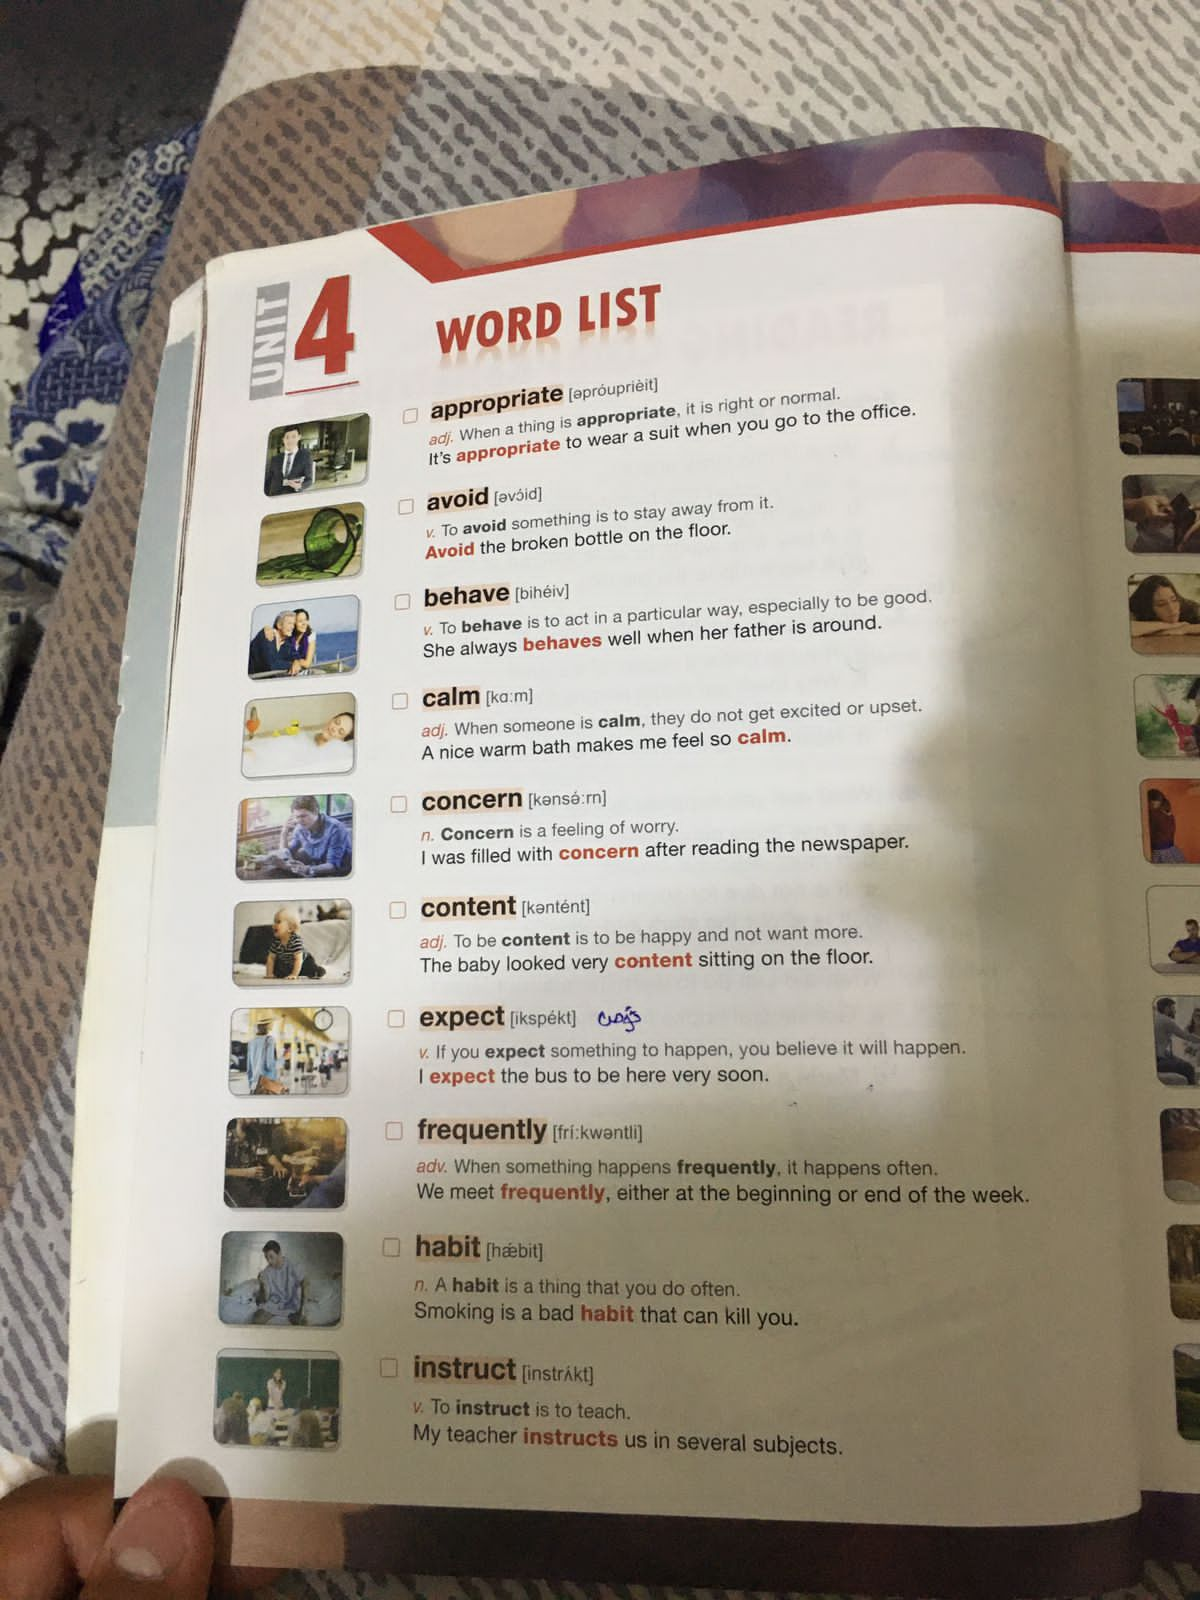 UNIT 4
WORD LIST
appropriate [əpróuprièit]
adj. When a thing is appropriate, it is right or normal.
It's appropriate to wear a suit when you go to the office.
avoid [əvɔ́id]
v. To avoid something is to stay away from it.
Avoid the broken bottle on the floor.
behave [bihéiv]
v. To behave is to act in a particular way, especially to be good.
She always behaves well when her father is around.
calm [kɑ:m]
adj. When someone is calm, they do not get excited or upset.
A nice warm bath makes me feel so calm.
concern [kənsə́:rn]
n. Concern is a feeling of worry.
I was filled with concern after reading the newspaper.
content [kəntént]
adj. To be content is to be happy and not want more.
The baby looked very content sitting on the floor.
expect [ikspékt]
v. If you expect something to happen, you believe it will happen.
I expect the bus to be here very soon.
frequently [frí:kwəntli]
adv. When something happens frequently, it happens often.
We meet frequently, either at the beginning or end of the week.
habit [hǽbit]
n. A habit is a thing that you do often.
Smoking is a bad habit that can kill you.
instruct [instrʌ́kt]
v. To instruct is to teach.
My teacher instructs us in several subjects.